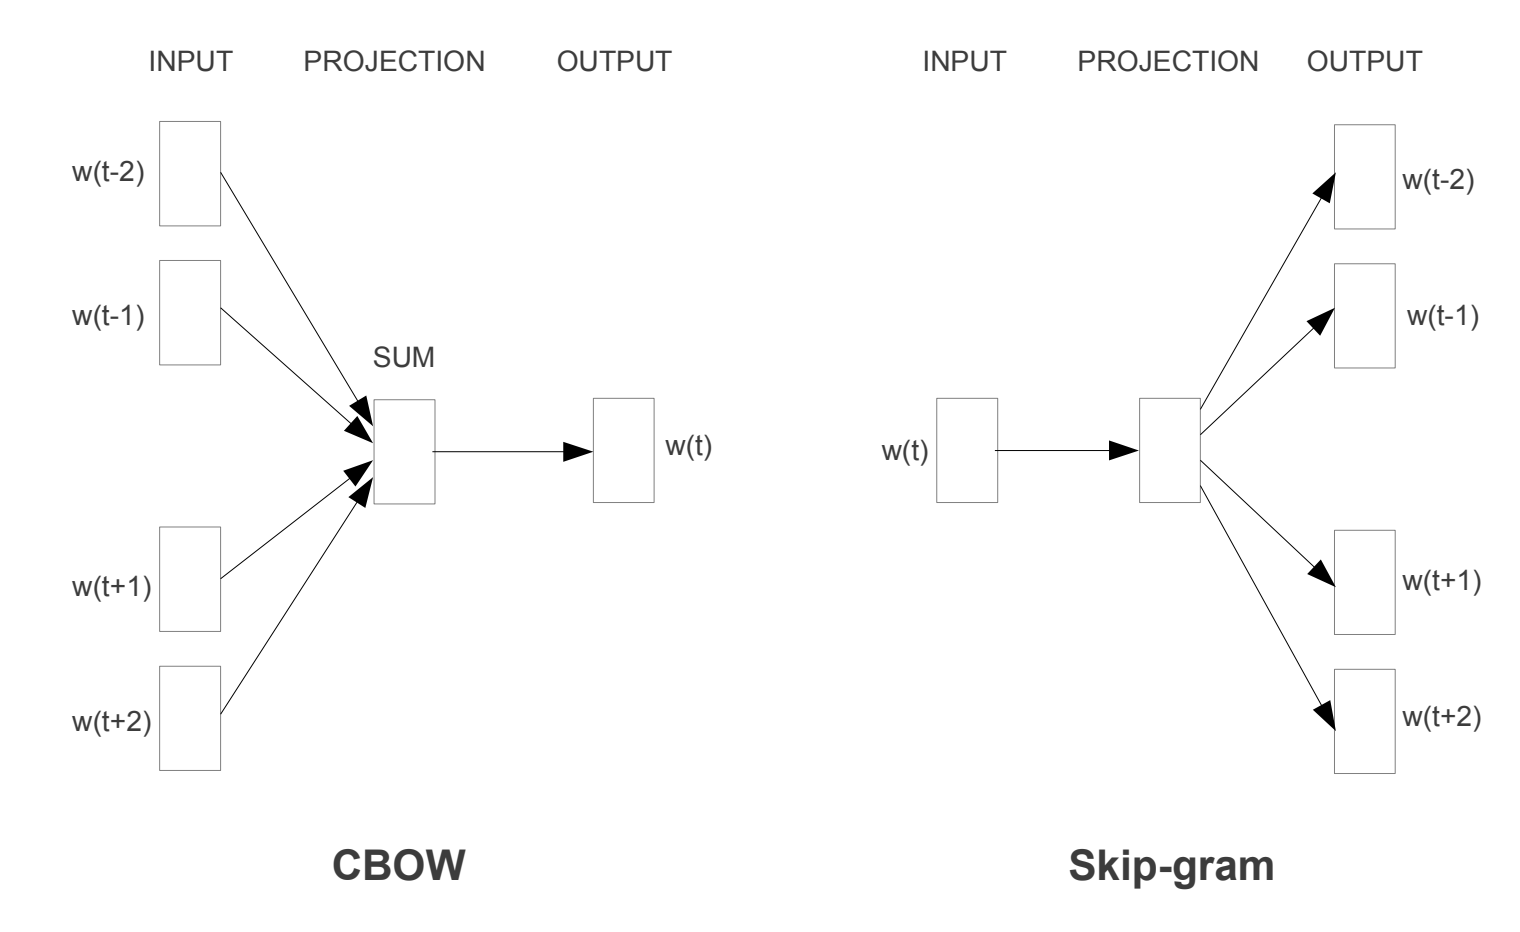 INPUT PROJECTION OUTPUT
w(t-2)
w(t-1)
SUM
w(t)
w(t+1)
w(t+2)
CBOW
INPUT PROJECTION OUTPUT
w(t-2)
w(t-1)
w(t)
w(t+1)
w(t+2)
Skip-gram